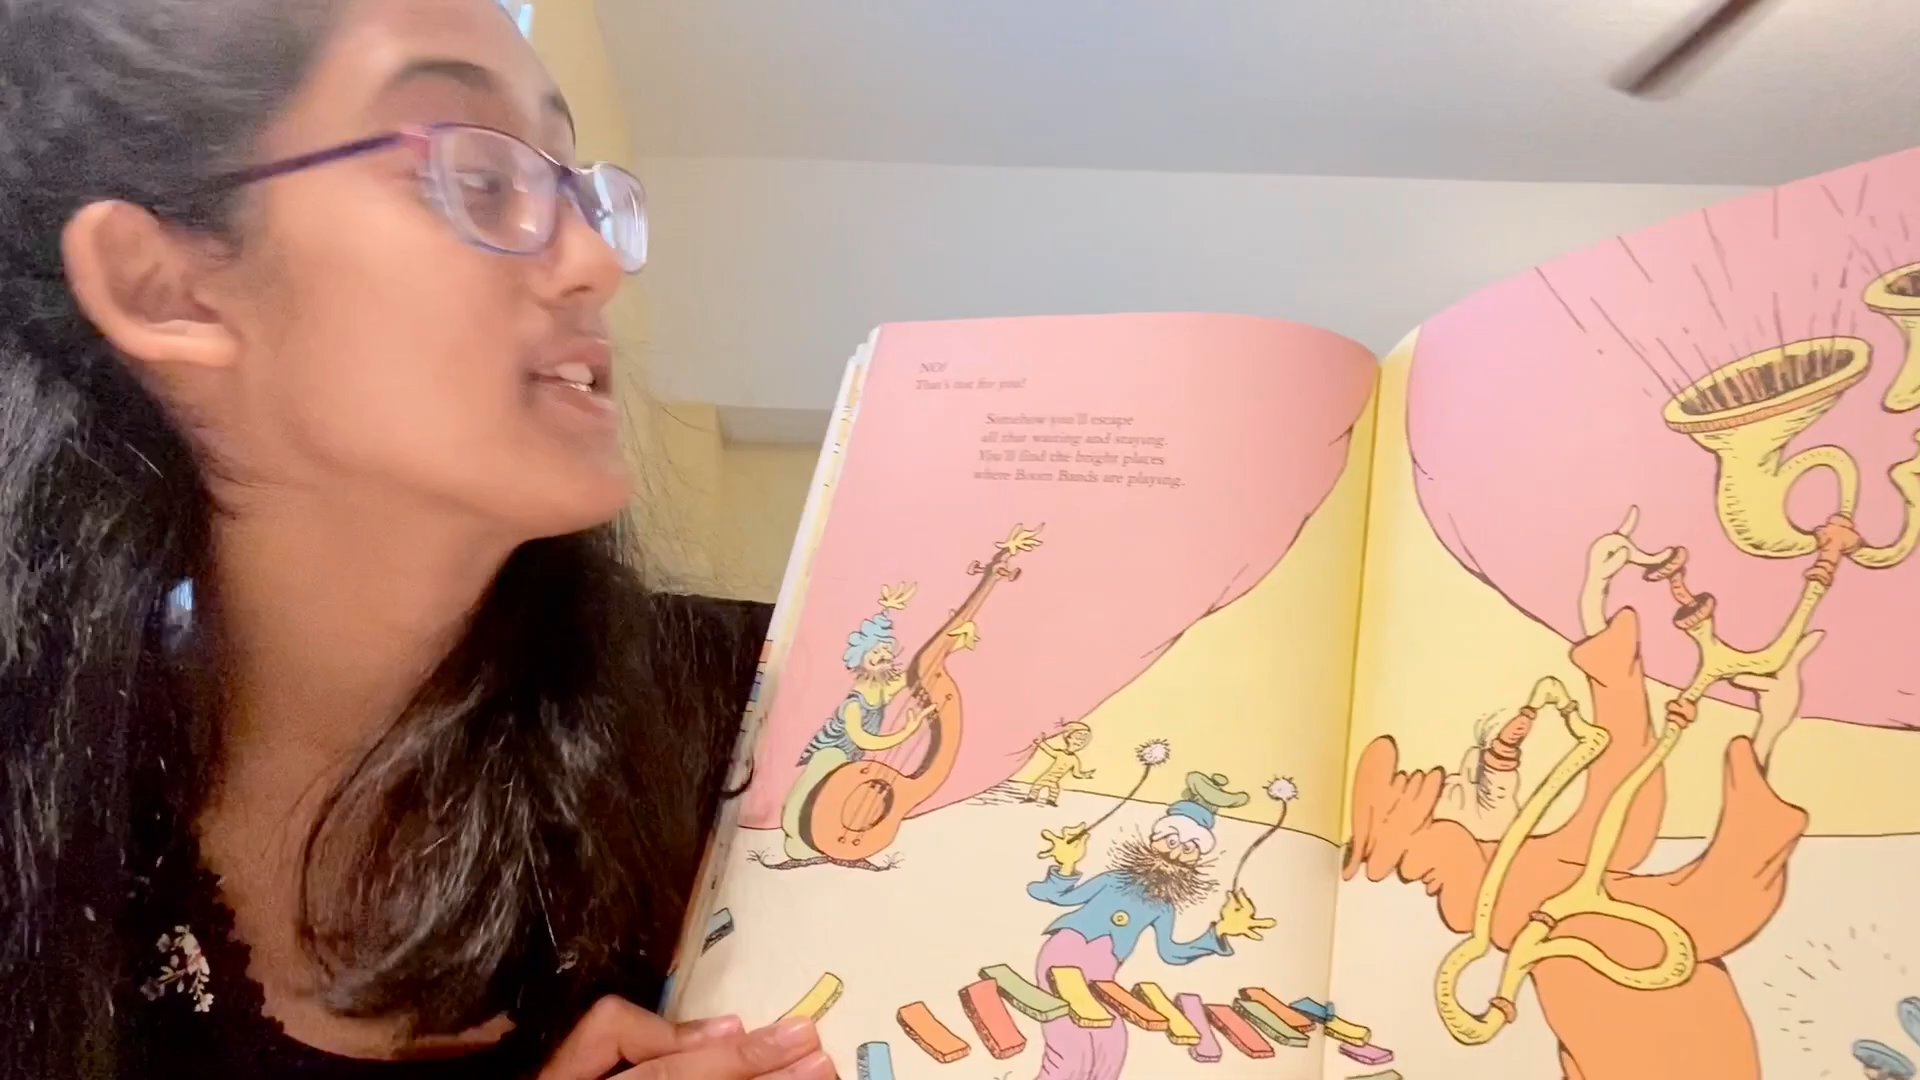 NO!
That's not for you!
Somehow you'll escape
all that waiting and staying.
You'll find the bright places
where Boom Bands are playing.